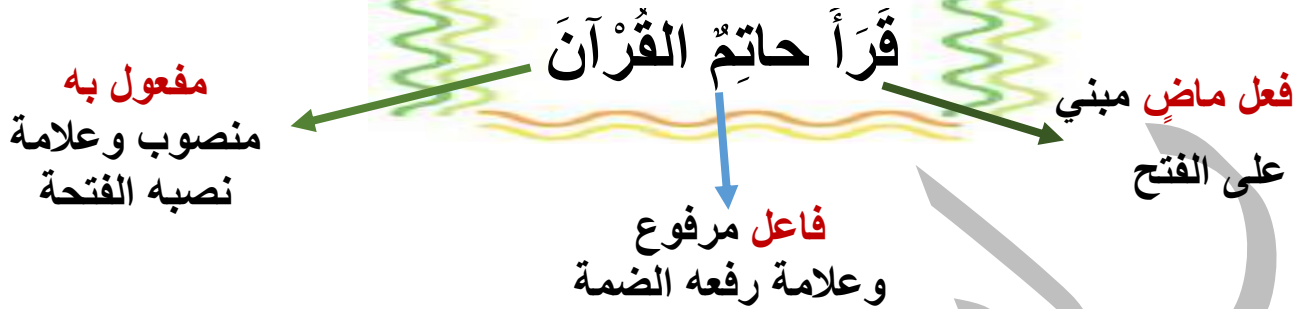 قَرَأَ حاتِمٌ القُرْآنَ
فعل ماضٍ مبني
على الفتح
فاعل مرفوع
وعلامة رفعه الضمة
مفعول به
منصوب وعلامة
نصبه الفتحة